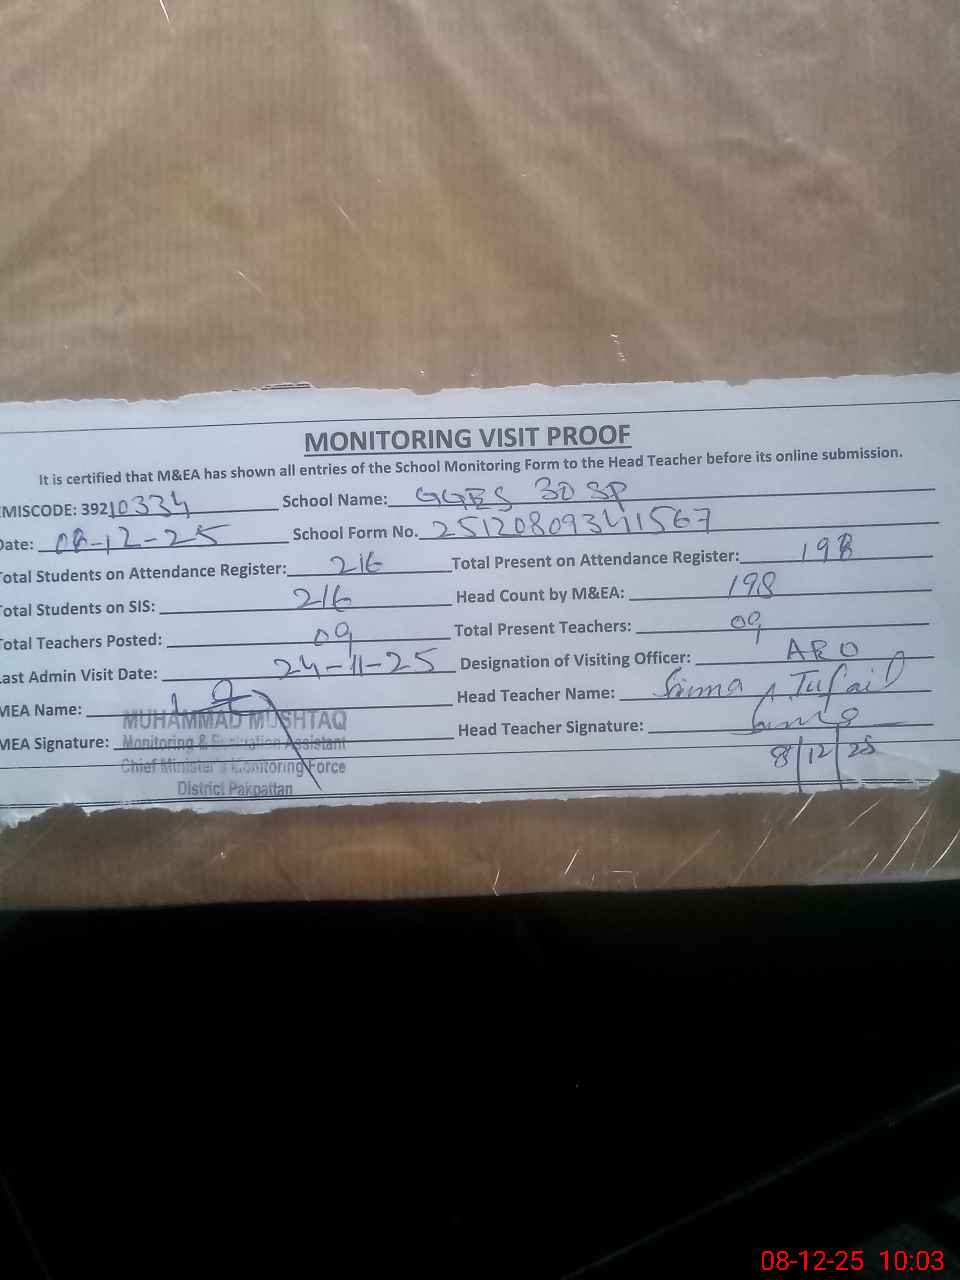 MONITORING VISIT PROOF
It is certified that M&EA has shown all entries of the School Monitoring Form to the Head Teacher before its online submission.
EMISCODE: 39210334 School Name: GGES 30 SP
Date: 08-12-25 School Form No. 25120809341567
Total Students on Attendance Register: 216 Total Present on Attendance Register: 198
Total Students on SIS: 216 Head Count by M&EA: 198
Total Teachers Posted: 09 Total Present Teachers: 09
Last Admin Visit Date: 24-11-25 Designation of Visiting Officer: ARO
MEA Name: Head Teacher Name: Tufail
MUHAMMAD MUSHTAQ
MEA Signature: Head Teacher Signature:
Monitoring & Evaluation Assistant
Chief Minister's Monitoring Force
District Pakpattan
8/12/25
08-12-25 10:03